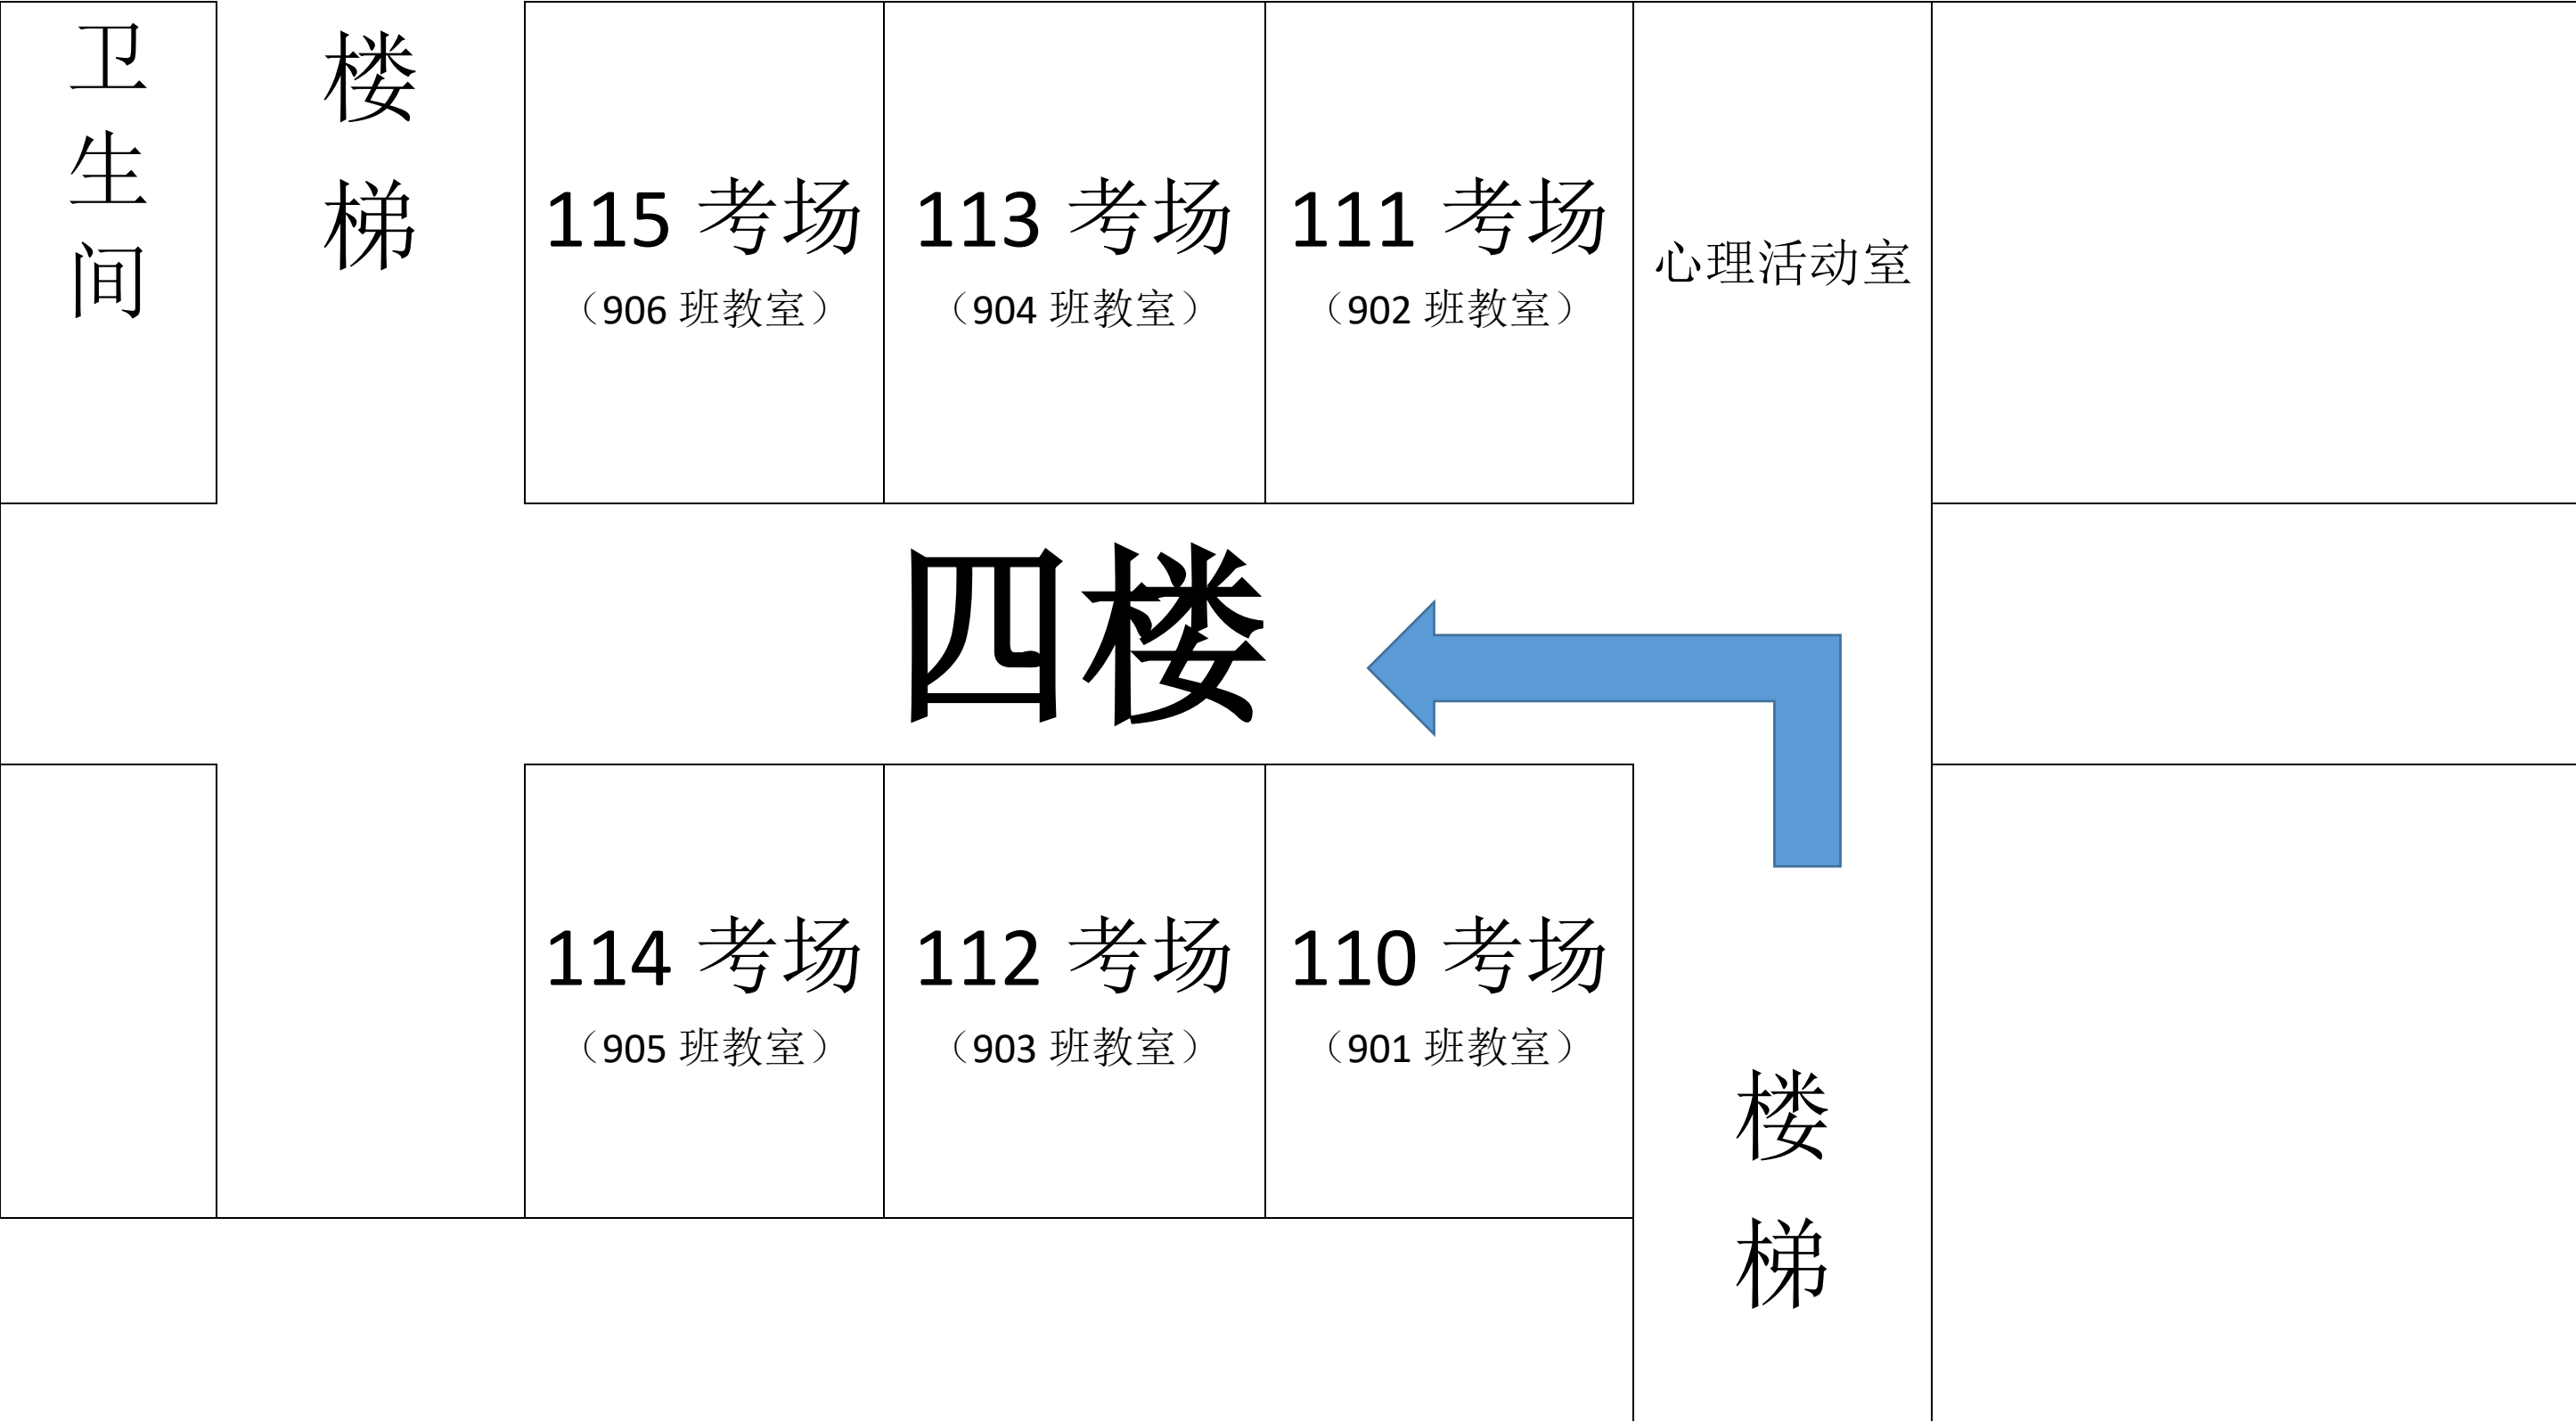 卫生间
楼梯
115 考场
（906 班教室）
113 考场
（904 班教室）
111 考场
（902 班教室）
心理活动室
四楼
114 考场
（905 班教室）
112 考场
（903 班教室）
110 考场
（901 班教室）
楼梯